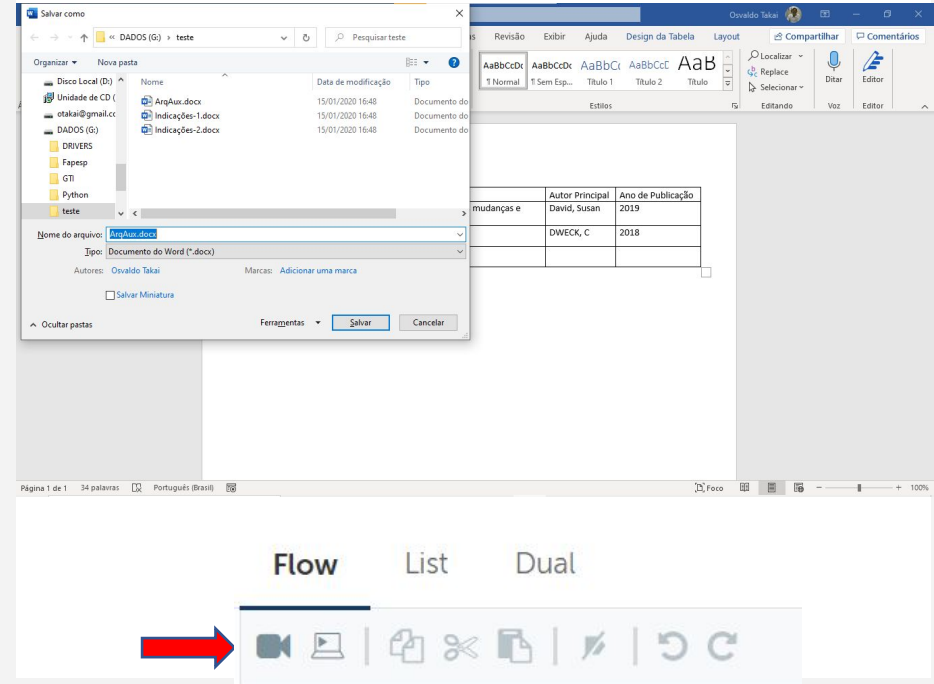 Salvar como
Osvaldo Takai
« DADOS (G:) › teste
Pesquisar teste
Revisão Exibir Ajuda Design da Tabela Layout
Compartilhar
Comentários
Organizar
Nova pasta
Disco Local (D:)
Unidade de CD (
otakai@gmail.cc
DADOS (G:)
DRIVERS
Fapesp
GTI
Python
teste
Nome Data de modificação Tipo
ArqAux.docx 15/01/2020 16:48 Documento do
Indicações-1.docx 15/01/2020 16:48 Documento do
Indicações-2.docx 15/01/2020 16:48 Documento do
Nome do arquivo: ArqAux.docx
Tipo: Documento do Word (*.docx)
Autores: Osvaldo Takai
Marcas: Adicionar uma marca
Salvar Miniatura
Ocultar pastas
Ferramentas
Salvar
Cancelar
AaBbCcDc AaBbCcDc AaBbC( AaBbCcC AaB
¶ Normal ¶ Sem Esp... Título 1 Título 2 Título
Estilos
Localizar
Replace
Selecionar
Editando
Ditar
Voz
Editor
Editor
Autor Principal Ano de Publicação
mudanças e David, Susan 2019
DWECK, C 2018
Página 1 de 1 34 palavras Português (Brasil)
Foco
100%
Flow List Dual